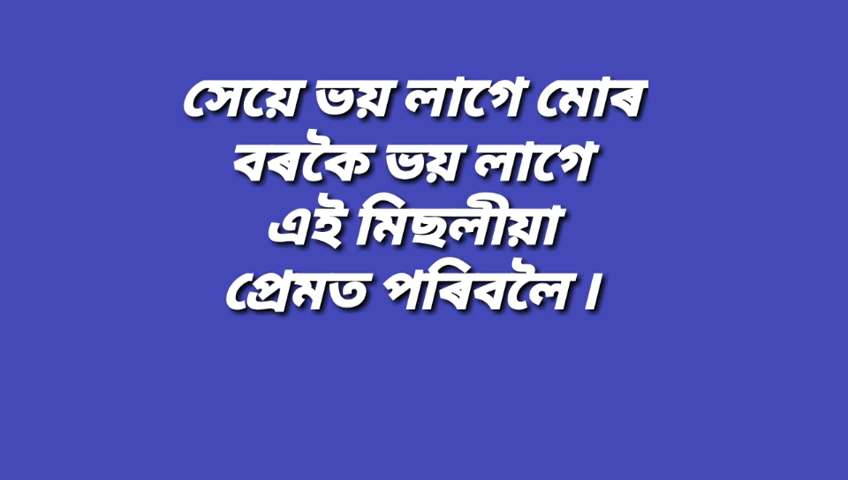 সেয়ে ভয় লাগে মোৰ
বৰকৈ ভয় লাগে
এই মিছলীয়া
প্ৰেমত পৰিবলৈ।